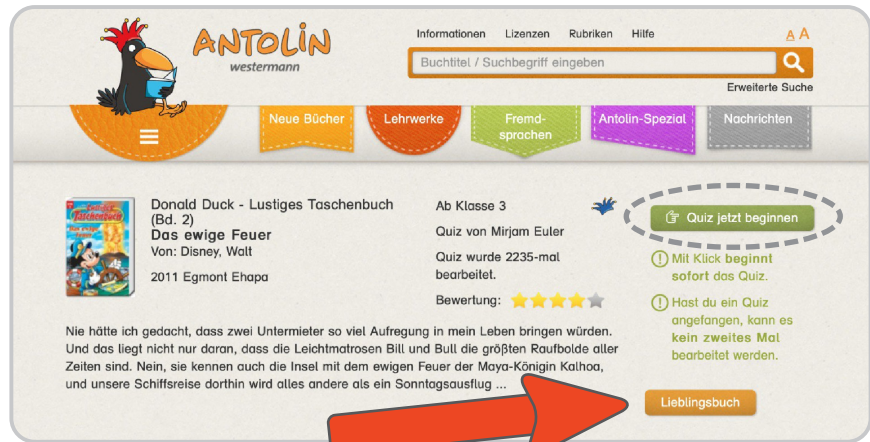 ANTOLIN
westermann
Informationen Lizenzen Rubriken Hilfe A A
Buchtitel / Suchbegriff eingeben
Erweiterte Suche
Neue Bücher
Lehrwerke
Fremd-
sprachen
Antolin-Spezial
Nachrichten
Lustiges
Taschenbuch
Das ewige
Feuer
Donald Duck - Lustiges Taschenbuch
(Bd. 2)
Das ewige Feuer
Von: Disney, Walt
2011 Egmont Ehapa
Ab Klasse 3
Quiz von Mirjam Euler
Quiz wurde 2235-mal
bearbeitet.
Bewertung:
Quiz jetzt beginnen
Mit Klick beginnt
sofort das Quiz.
Hast du ein Quiz
angefangen, kann es
kein zweites Mal
bearbeitet werden.
Nie hätte ich gedacht, dass zwei Untermieter so viel Aufregung in mein Leben bringen würden.
Und das liegt nicht nur daran, dass die Leichtmatrosen Bill und Bull die größten Raufbolde aller
Zeiten sind. Nein, sie kennen auch die Insel mit dem ewigen Feuer der Maya-Königin Kalhoa,
und unsere Schiffsreise dorthin wird alles andere als ein Sonntagsausflug ...
Lieblingsbuch